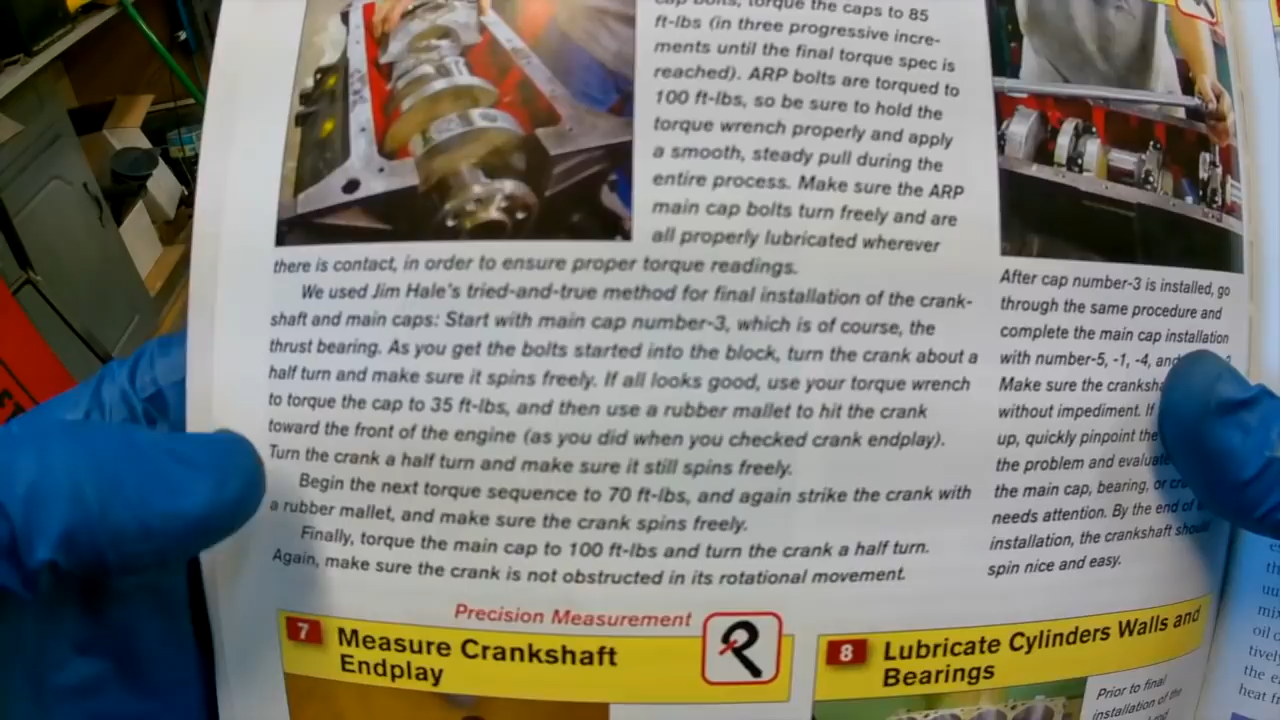 cap bolts, torque the caps to 85
ft-lbs (in three progressive incre-
ments until the final torque spec is
reached). ARP bolts are torqued to
100 ft-lbs, so be sure to hold the
torque wrench properly and apply
a smooth, steady pull during the
entire process. Make sure the ARP
main cap bolts turn freely and are
all properly lubricated wherever
there is contact, in order to ensure proper torque readings.
We used Jim Hale's tried-and-true method for final installation of the crank-
shaft and main caps: Start with main cap number-3, which is of course, the
thrust bearing. As you get the bolts started into the block, turn the crank about a
half turn and make sure it spins freely. If all looks good, use your torque wrench
to torque the cap to 35 ft-lbs, and then use a rubber mallet to hit the crank
toward the front of the engine (as you did when you checked crank endplay).
Turn the crank a half turn and make sure it still spins freely.
Begin the next torque sequence to 70 ft-lbs, and again strike the crank with
a rubber mallet, and make sure the crank spins freely.
Finally, torque the main cap to 100 ft-lbs and turn the crank a half turn.
Again, make sure the crank is not obstructed in its rotational movement.
After cap number-3 is installed, go
through the same procedure and
complete the main cap installation
with number-5, -1, -4, and
Make sure the cranksh
without impediment. If
up, quickly pinpoint the
the problem and evaluate
the main cap, bearing, or cr
needs attention. By the end of
installation, the crankshaft should
spin nice and easy.
Precision Measurement
7 Measure Crankshaft
Endplay
8 Lubricate Cylinders Walls and
Bearings
Prior to final
installation of the
th
mix
oil c
tively
the e
heat f